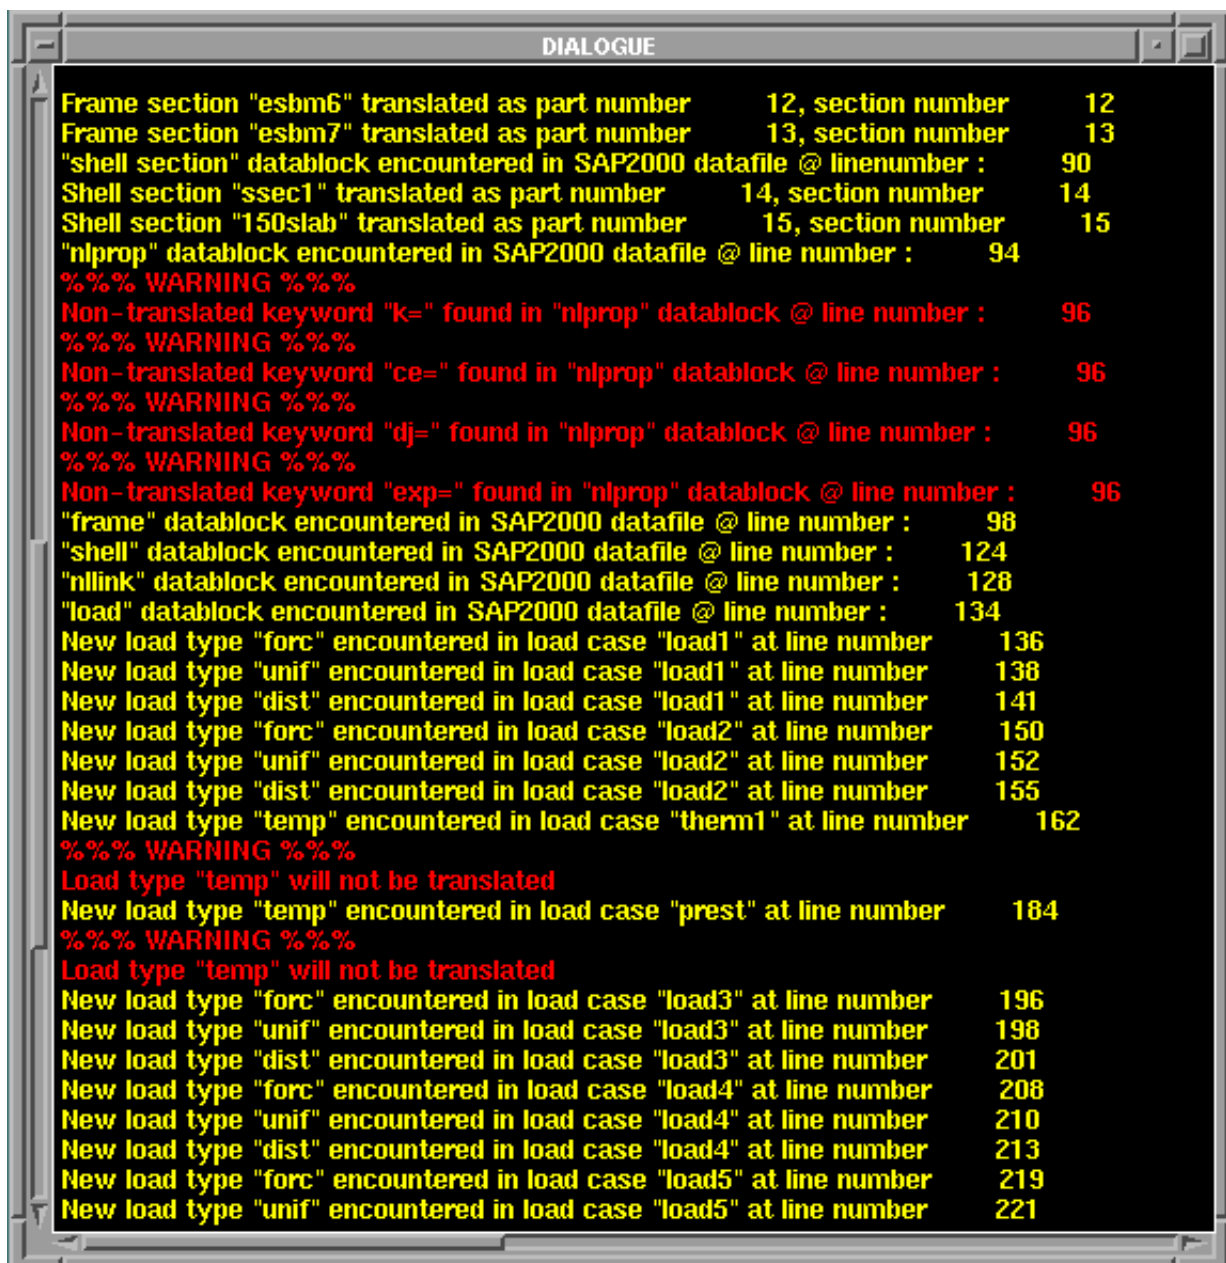 DIALOGUE
Frame section "esbm6" translated as part number 12, section number 12
Frame section "esbm7" translated as part number 13, section number 13
"shell section" datablock encountered in SAP2000 datafile @ linenumber : 90
Shell section "ssec1" translated as part number 14, section number 14
Shell section "150slab" translated as part number 15, section number 15
"nlprop" datablock encountered in SAP2000 datafile @ line number : 94
%%% WARNING %%%
Non-translated keyword "k=" found in "nlprop" datablock @ line number : 96
%%% WARNING %%%
Non-translated keyword "ce=" found in "nlprop" datablock @ line number : 96
%%% WARNING %%%
Non-translated keyword "dj=" found in "nlprop" datablock @ line number : 96
%%% WARNING %%%
Non-translated keyword "exp=" found in "nlprop" datablock @ line number : 96
"frame" datablock encountered in SAP2000 datafile @ line number : 98
"shell" datablock encountered in SAP2000 datafile @ line number : 124
"nllink" datablock encountered in SAP2000 datafile @ line number : 128
"load" datablock encountered in SAP2000 datafile @ line number : 134
New load type "forc" encountered in load case "load1" at line number 136
New load type "unif" encountered in load case "load1" at line number 138
New load type "dist" encountered in load case "load1" at line number 141
New load type "forc" encountered in load case "load2" at line number 150
New load type "unif" encountered in load case "load2" at line number 152
New load type "dist" encountered in load case "load2" at line number 155
New load type "temp" encountered in load case "therm1" at line number 162
%%% WARNING %%%
Load type "temp" will not be translated
New load type "temp" encountered in load case "prest" at line number 184
%%% WARNING %%%
Load type "temp" will not be translated
New load type "forc" encountered in load case "load3" at line number 196
New load type "unif" encountered in load case "load3" at line number 198
New load type "dist" encountered in load case "load3" at line number 201
New load type "forc" encountered in load case "load4" at line number 208
New load type "unif" encountered in load case "load4" at line number 210
New load type "dist" encountered in load case "load4" at line number 213
New load type "forc" encountered in load case "load5" at line number 219
New load type "unif" encountered in load case "load5" at line number 221